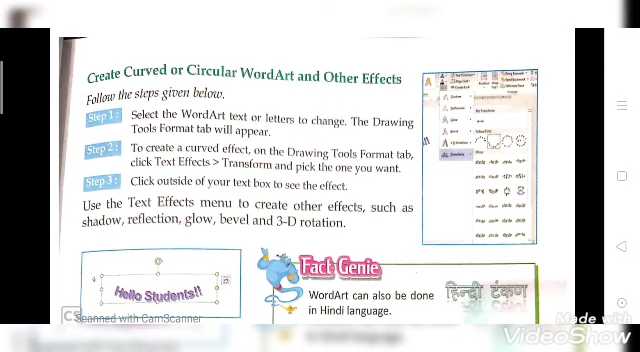 Create Curved or Circular WordArt and Other Effects
Follow the steps given below.
Step 1: Select the WordArt text or letters to change. The Drawing
Tools Format tab will appear.
Step 2: To create a curved effect, on the Drawing Tools Format tab,
click Text Effects > Transform and pick the one you want.
Step 3: Click outside of your text box to see the effect.
Use the Text Effects menu to create other effects, such as
shadow, reflection, glow, bevel and 3-D rotation.
Hello Students!!
Fact Genie
WordArt can also be done
in Hindi language.
हिन्दी टंकण
CS Scanned with CamScanner
Made with
VideoShow